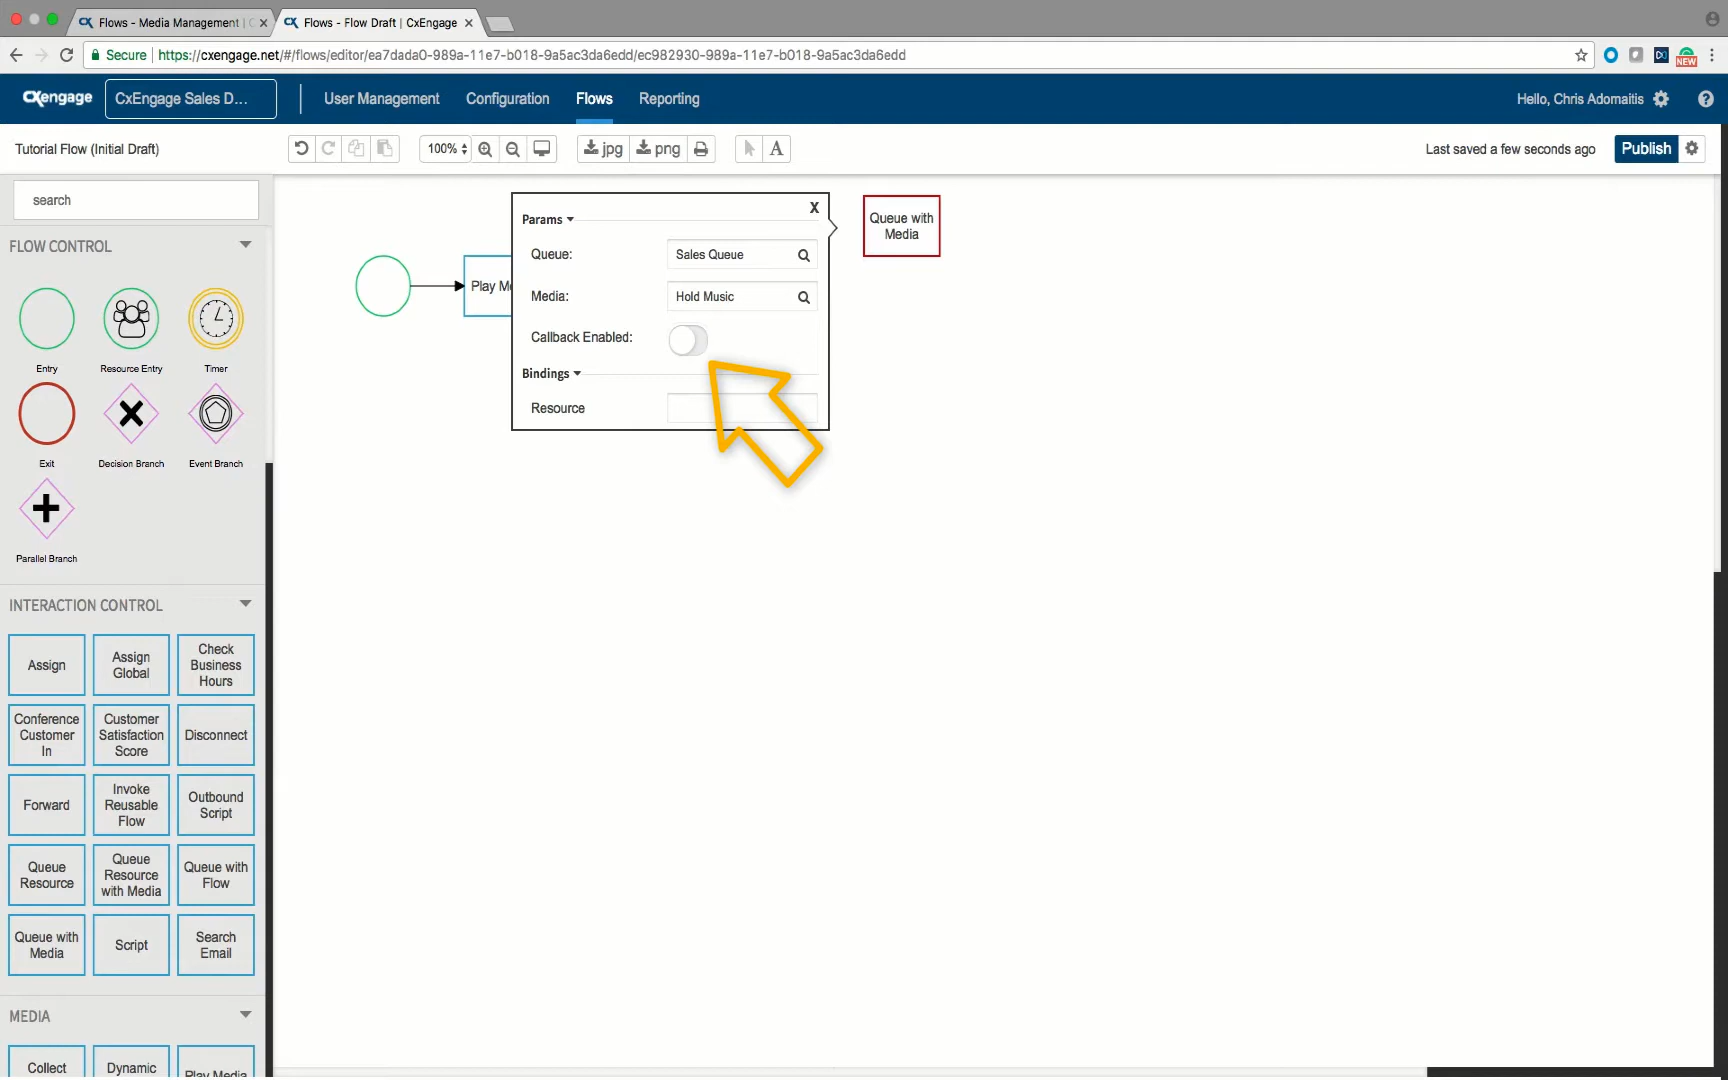 Flows - Media Management |
Flows - Flow Draft | CxEngage
Secure https://cxengage.net/#/flows/editor/ea7dada0-989a-11e7-b018-9a5ac3da6edd/ec982930-989a-11e7-b018-9a5ac3da6edd
NEW
CXengage
CxEngage Sales D...
User Management
Configuration
Flows
Reporting
Hello, Chris Adomaitis
Tutorial Flow (Initial Draft)
100%
jpg
png
A
Last saved a few seconds ago
Publish
search
FLOW CONTROL
Entry
Resource Entry
Timer
Exit
Decision Branch
Event Branch
Parallel Branch
INTERACTION CONTROL
Assign
Assign
Global
Check
Business
Hours
Conference
Customer
In
Customer
Satisfaction
Score
Disconnect
Forward
Invoke
Reusable
Flow
Outbound
Script
Queue
Resource
Queue
Resource
with Media
Queue with
Flow
Queue with
Media
Script
Search
Email
MEDIA
Collect
Dynamic
Play Media
Play Me
X
Params
Queue:
Sales Queue
Media:
Hold Music
Callback Enabled:
Bindings
Resource
Queue with
Media